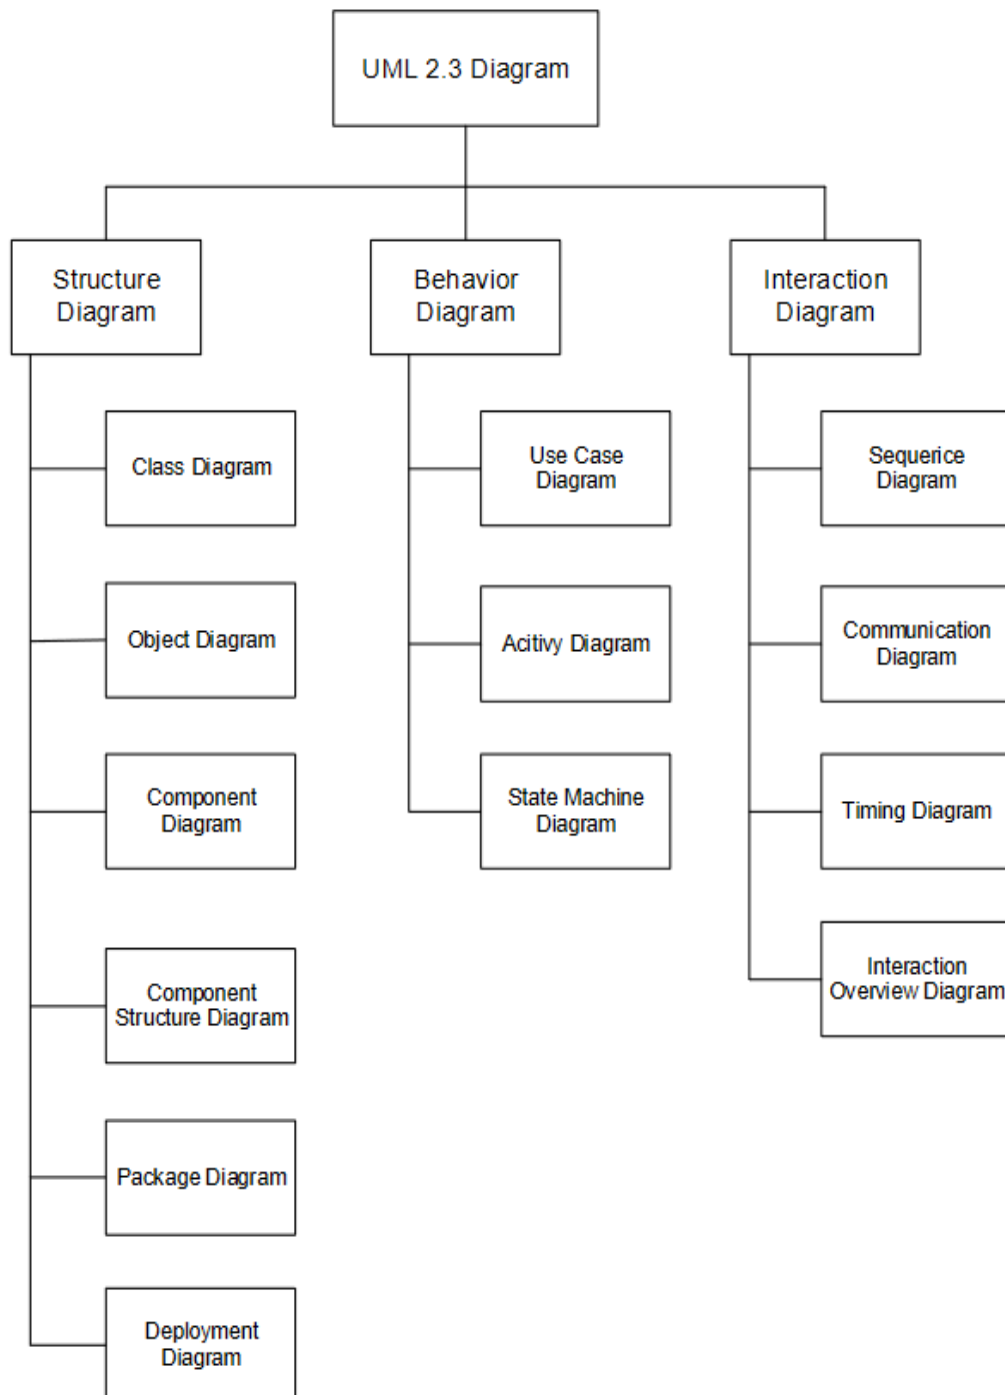 UML 2.3 Diagram
Structure
Diagram
Behavior
Diagram
Interaction
Diagram
Class Diagram
Use Case
Diagram
Sequerice
Diagram
Object Diagram
Acitivy Diagram
Communication
Diagram
Component
Diagram
State Machine
Diagram
Timing Diagram
Component
Structure Diagram
Interaction
Overview Diagram
Package Diagram
Deployment
Diagram